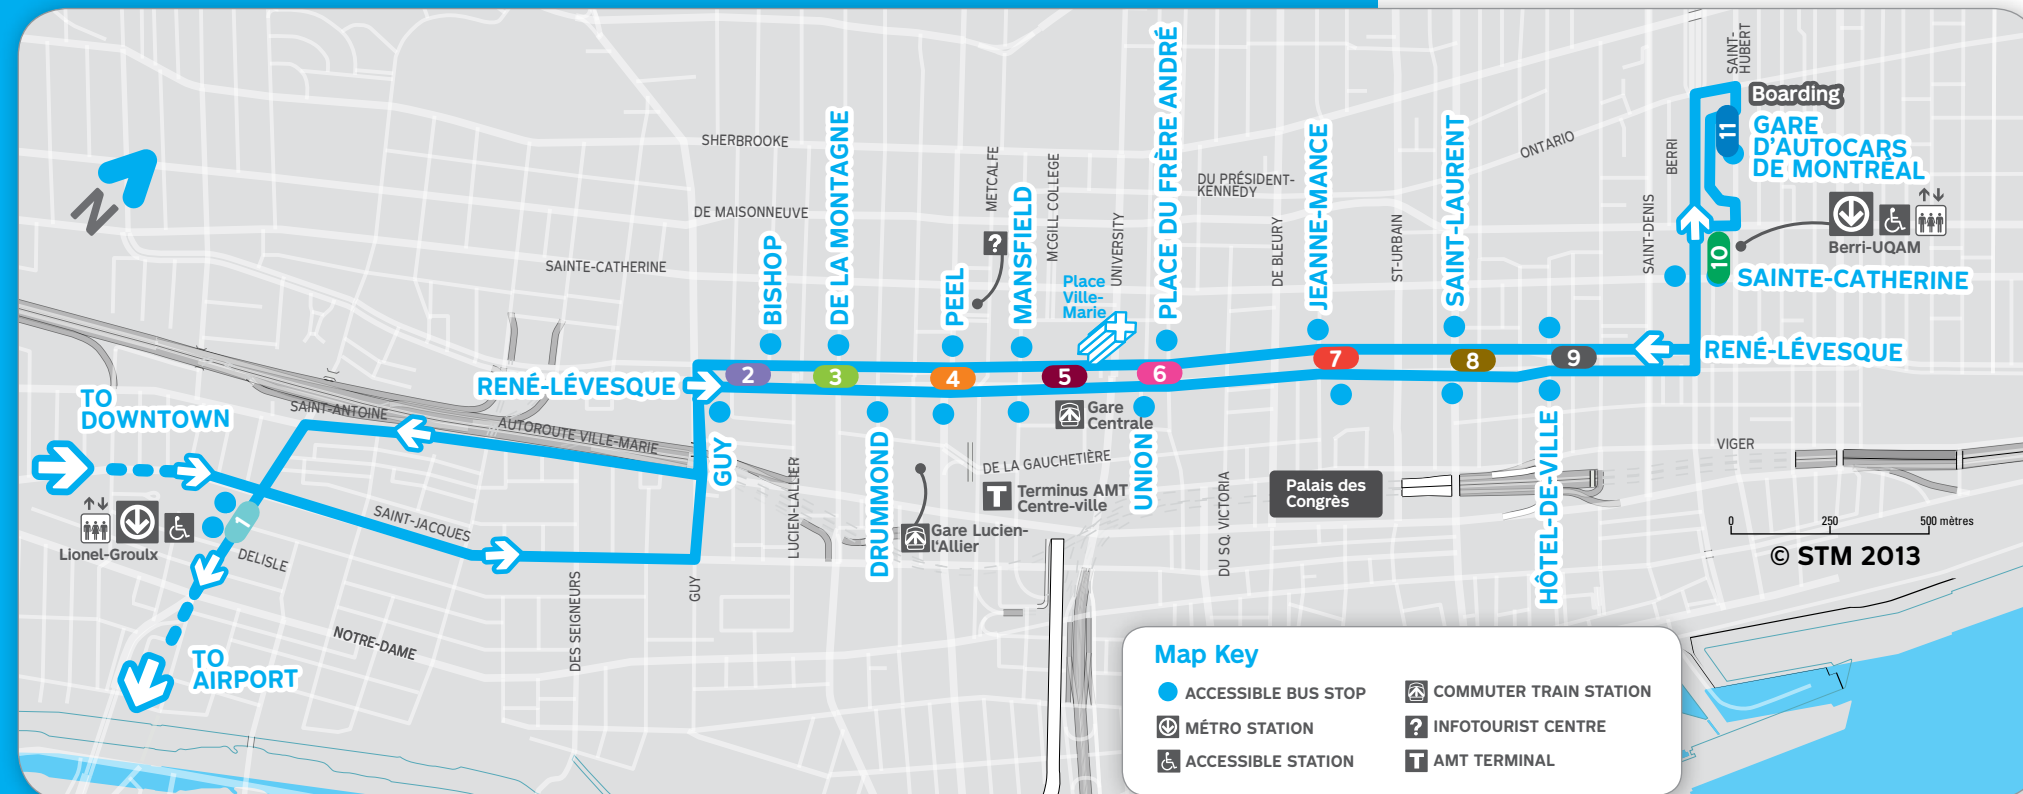 SAINT-
HUBERT
Boarding
11
GARE
D'AUTOCARS
DE MONTRÉAL
BERRI
ONTARIO
SHERBROOKE
DE LA MONTAGNE
PLACE DU FRÈRE ANDRÉ
JEANNE-MANCE
SAINT-LAURENT
METCALFE
MANSFIELD
MCGILL COLLEGE
DU PRÉSIDENT-
KENNEDY
N
DE MAISONNEUVE
BISHOP
PEEL
?
UNIVERSITY
DE BLEURY
ST-URBAIN
SAINT-DENIS
Berri-UQAM
10
SAINTE-CATHERINE
SAINTE-CATHERINE
Place
Ville-
Marie
RENÉ-LÉVESQUE
RENÉ-LÉVESQUE
2
3
4
5
6
7
8
9
TO
DOWNTOWN
SAINT-ANTOINE
AUTOROUTE VILLE-MARIE
GUY
DRUMMOND
Gare
Centrale
UNION
HÔTEL-DE-VILLE
VIGER
LUCIEN-LALLIER
DE LA GAUCHETIÈRE
T
Terminus AMT
Centre-ville
DU SQ. VICTORIA
Palais des
Congrès
Gare Lucien-
l'Allier
1
Lionel-Groulx
SAINT-JACQUES
DELISLE
DES SEIGNEURS
GUY
NOTRE-DAME
TO
AIRPORT
0 250 500 mètres
© STM 2013
Map Key
ACCESSIBLE BUS STOP
MÉTRO STATION
ACCESSIBLE STATION
COMMUTER TRAIN STATION
? INFOTOURIST CENTRE
T AMT TERMINAL